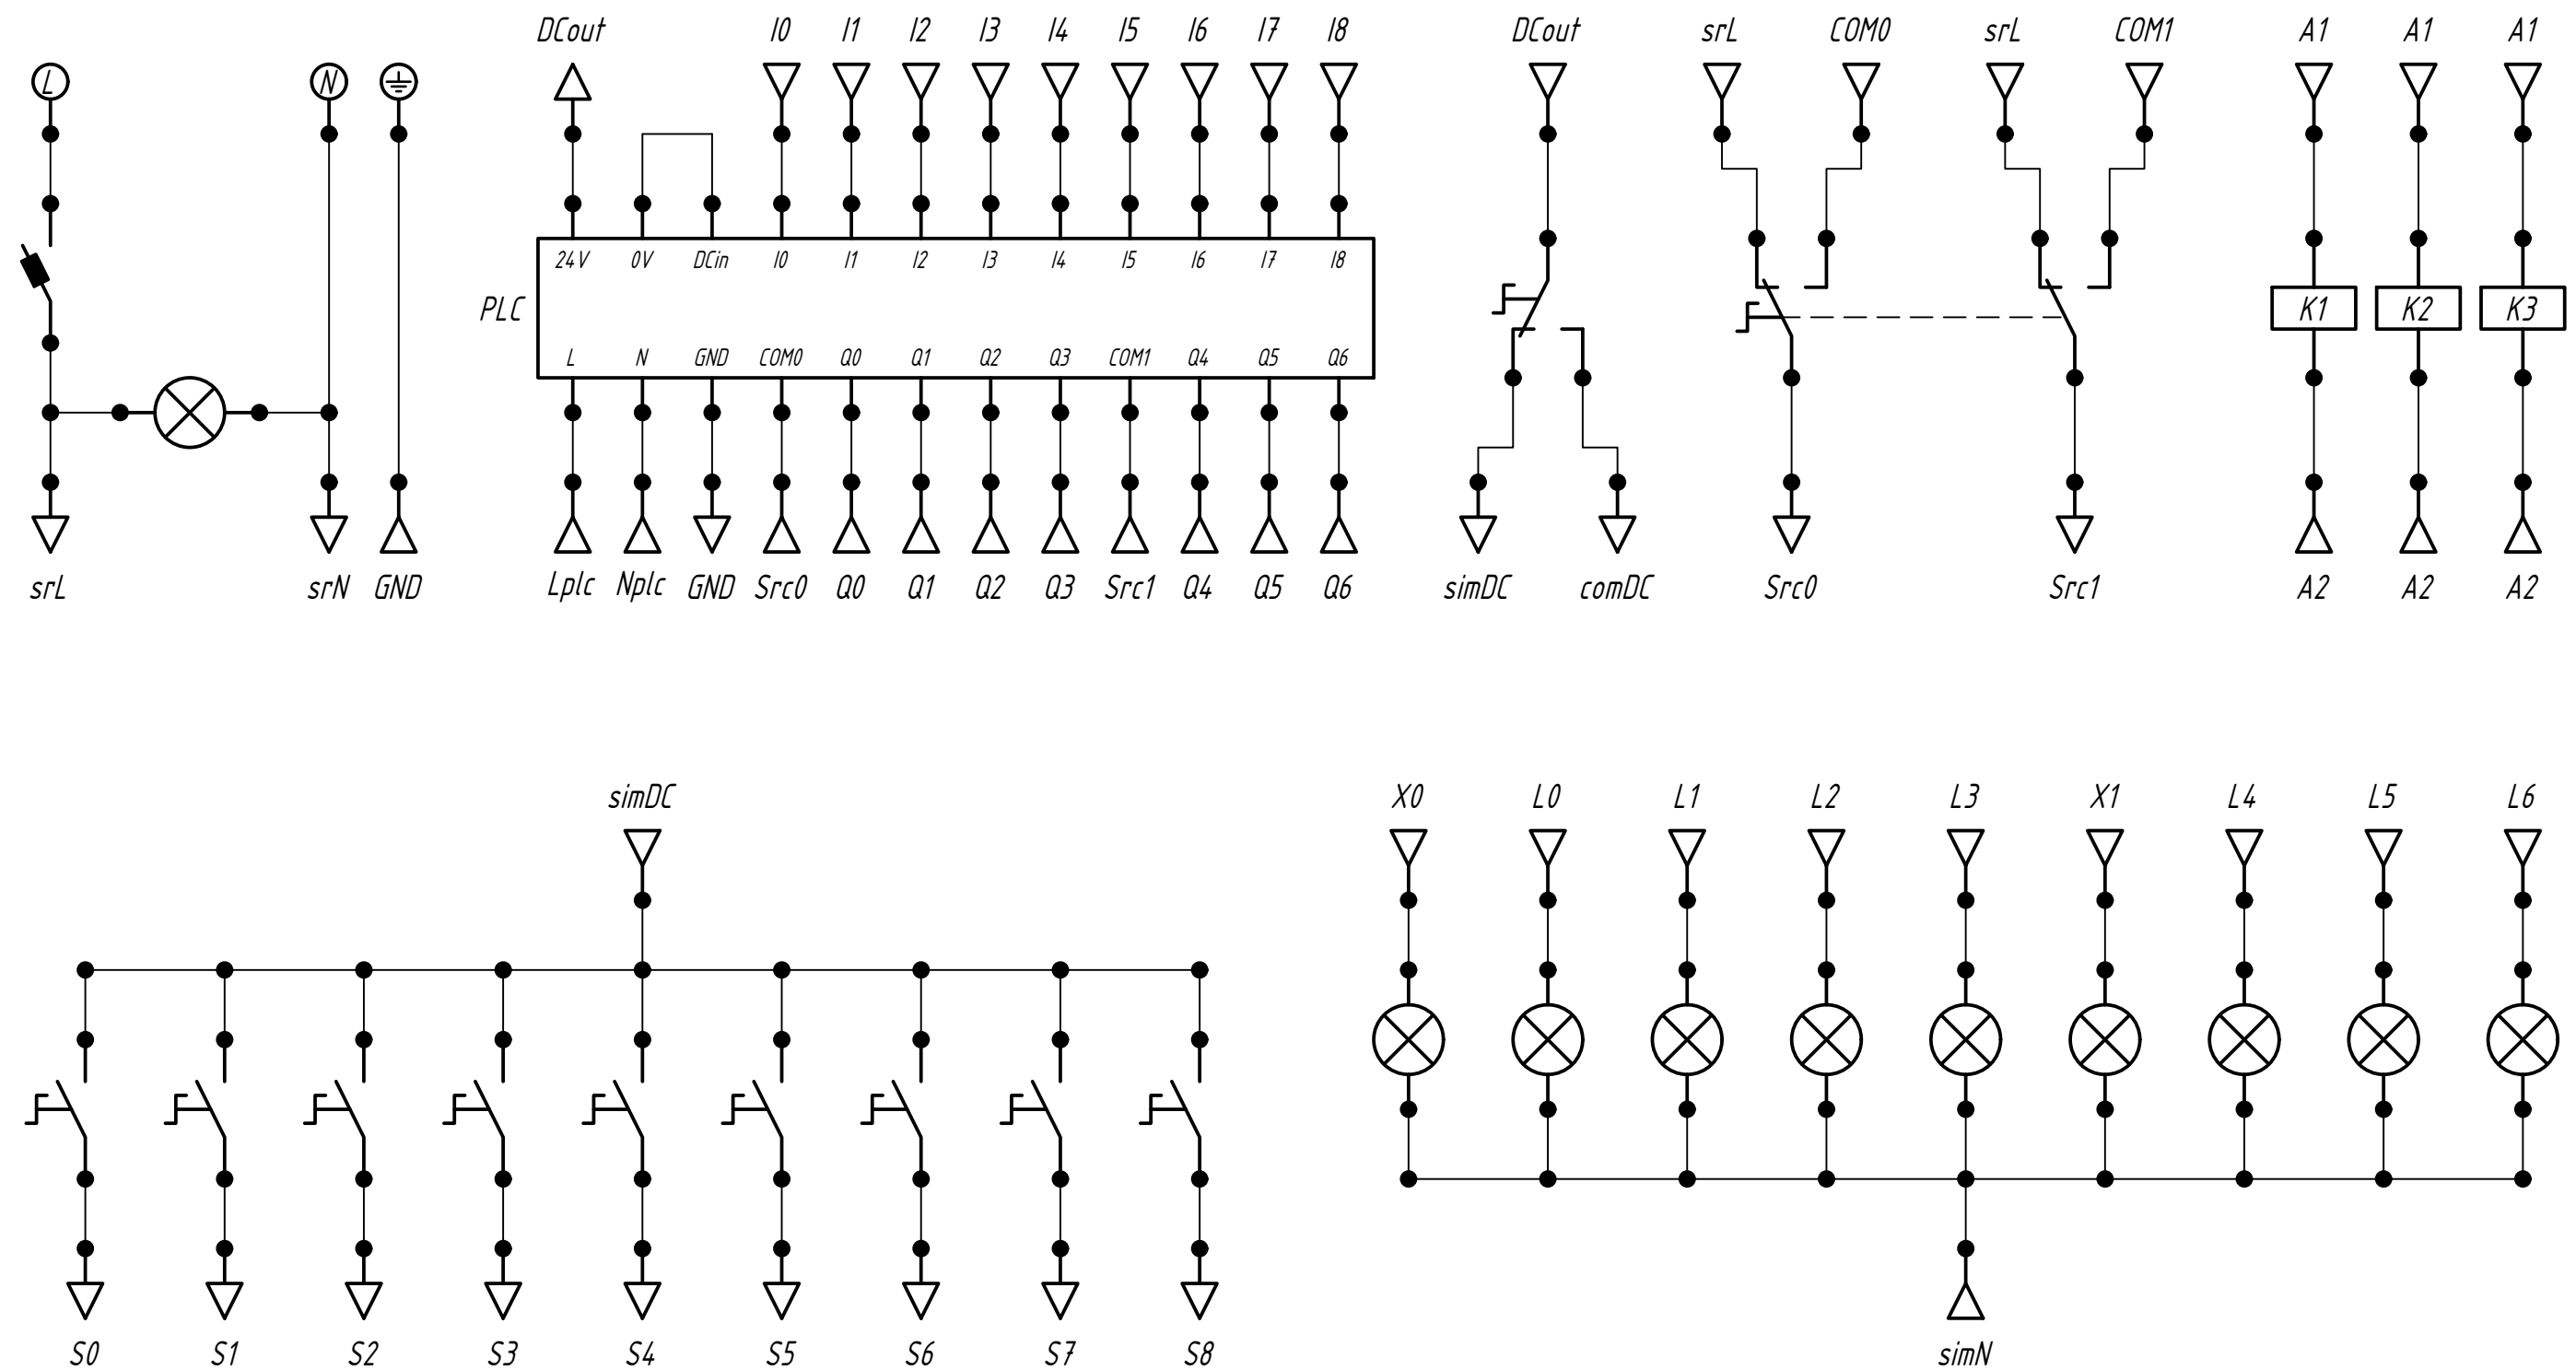 DCout I0 I1 I2 I3 I4 I5 I6 I7 I8 DCout srL COM0 srL COM1 A1 A1 A1
L N
24V 0V DCin I0 I1 I2 I3 I4 I5 I6 I7 I8
PLC K1 K2 K3
L N GND COM0 Q0 Q1 Q2 Q3 COM1 Q4 Q5 Q6
srL srN GND Lplc Nplc GND Src0 Q0 Q1 Q2 Q3 Src1 Q4 Q5 Q6 simDC comDC Src0 Src1 A2 A2 A2
simDC X0 L0 L1 L2 L3 X1 L4 L5 L6
S0 S1 S2 S3 S4 S5 S6 S7 S8 simN